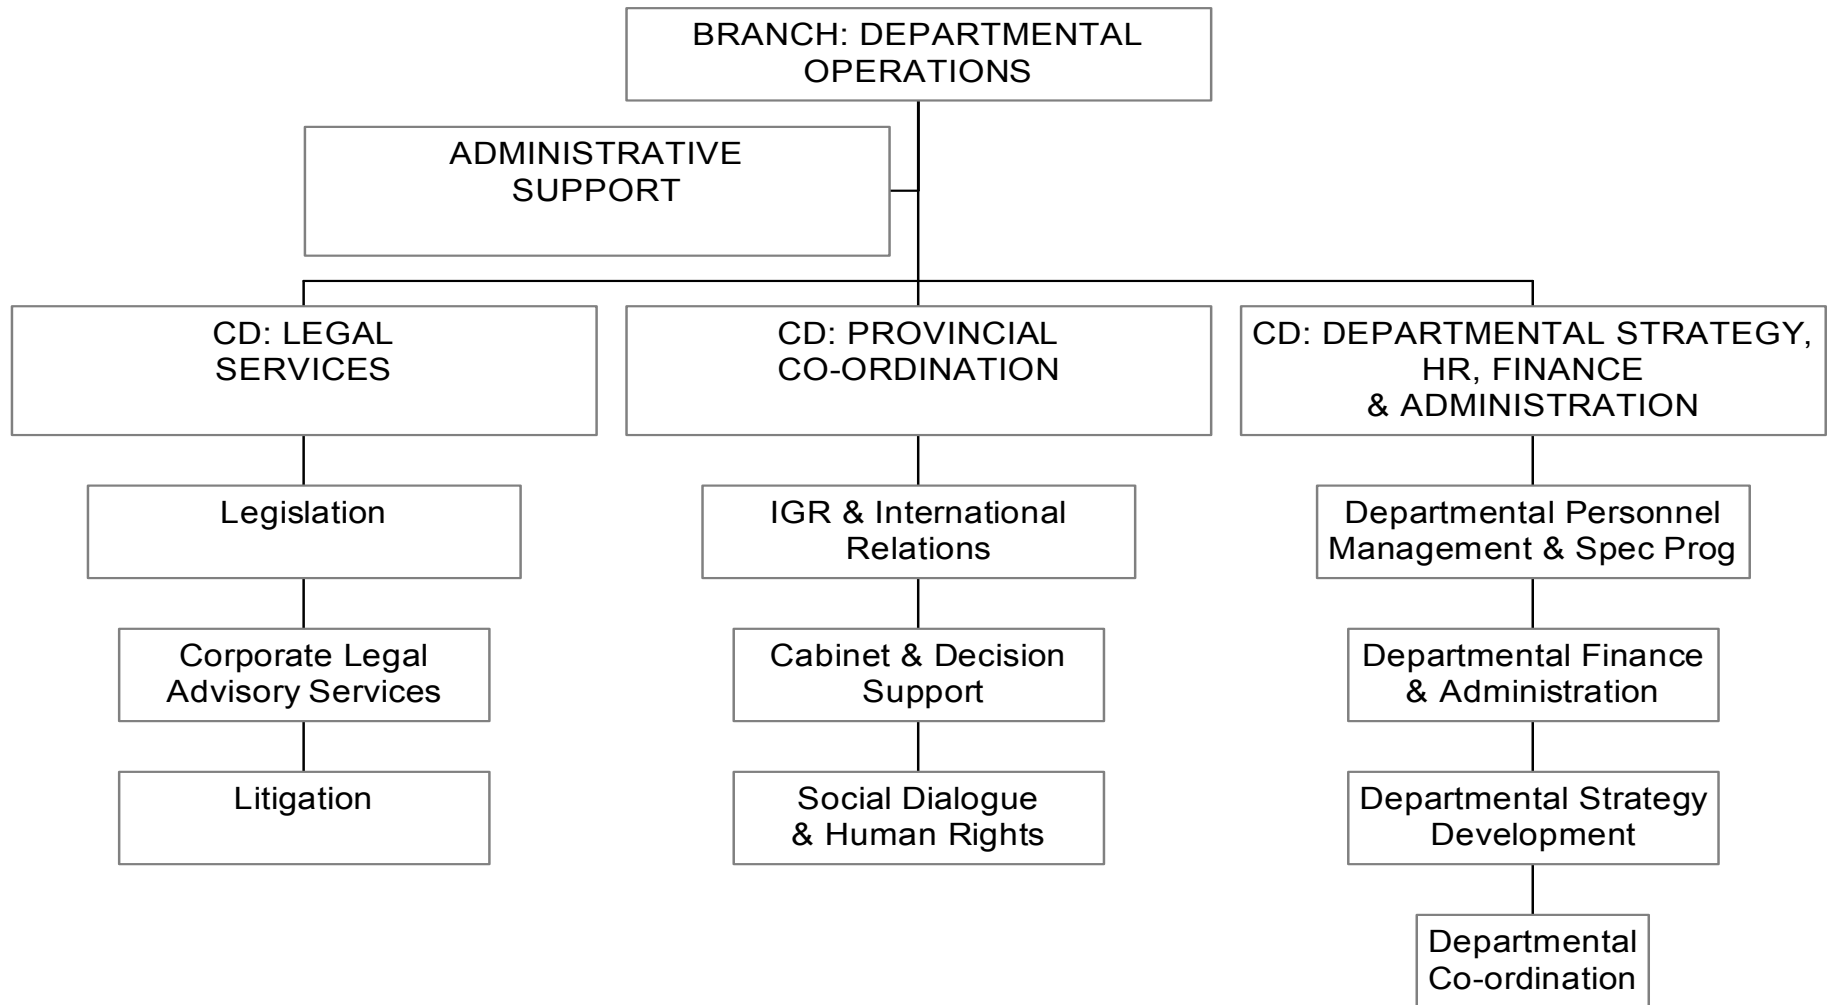 BRANCH: DEPARTMENTAL
OPERATIONS
ADMINISTRATIVE
SUPPORT
CD: LEGAL
SERVICES
CD: PROVINCIAL
CO-ORDINATION
CD: DEPARTMENTAL STRATEGY,
HR, FINANCE
& ADMINISTRATION
Legislation
Corporate Legal
Advisory Services
Litigation
IGR & International
Relations
Cabinet & Decision
Support
Social Dialogue
& Human Rights
Departmental Personnel
Management & Spec Prog
Departmental Finance
& Administration
Departmental Strategy
Development
Departmental
Co-ordination